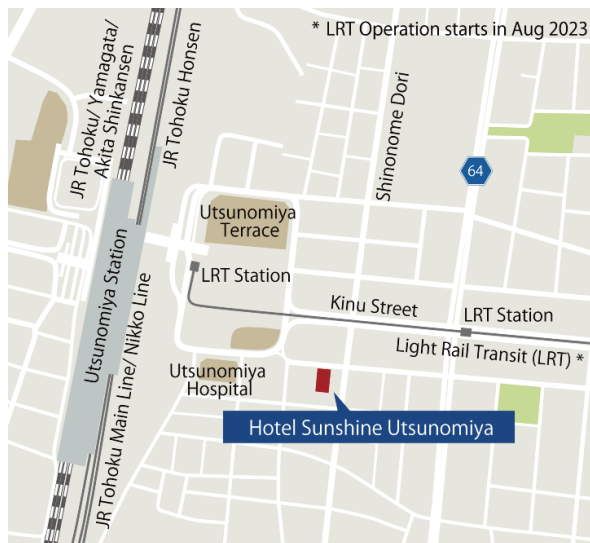 * LRT Operation starts in Aug 2023
JR Tohoku/ Yamagata/
Akita Shinkansen
JR Tohoku Honsen
Shinonome Dori
64
Utsunomiya
Terrace
LRT Station
Utsunomiya Station
Kinu Street
LRT Station
Light Rail Transit (LRT) *
JR Tohoku Main Line/ Nikko Line
Utsunomiya
Hospital
Hotel Sunshine Utsunomiya